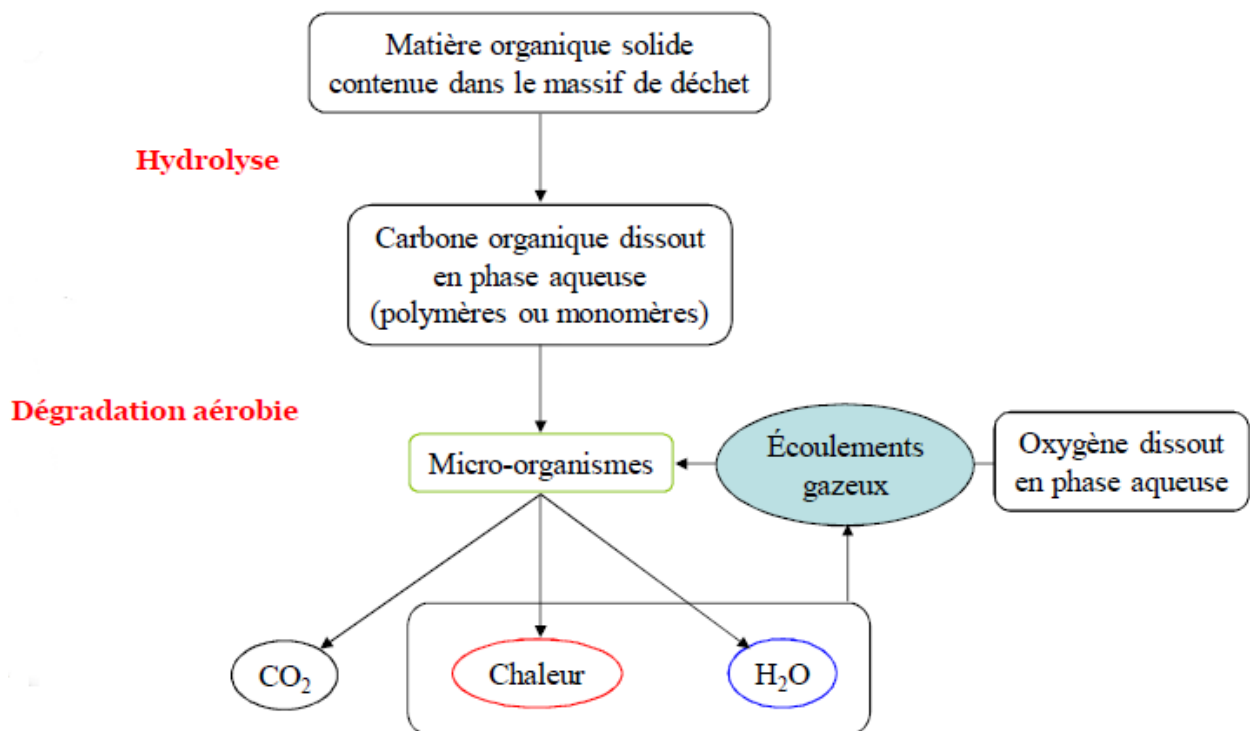 Matière organique solide
contenue dans le massif de déchet
Hydrolyse
Carbone organique dissout
en phase aqueuse
(polymères ou monomères)
Dégradation aérobie
Micro-organismes
Écoulements
gazeux
Oxygène dissout
en phase aqueuse
CO₂
Chaleur
H₂O